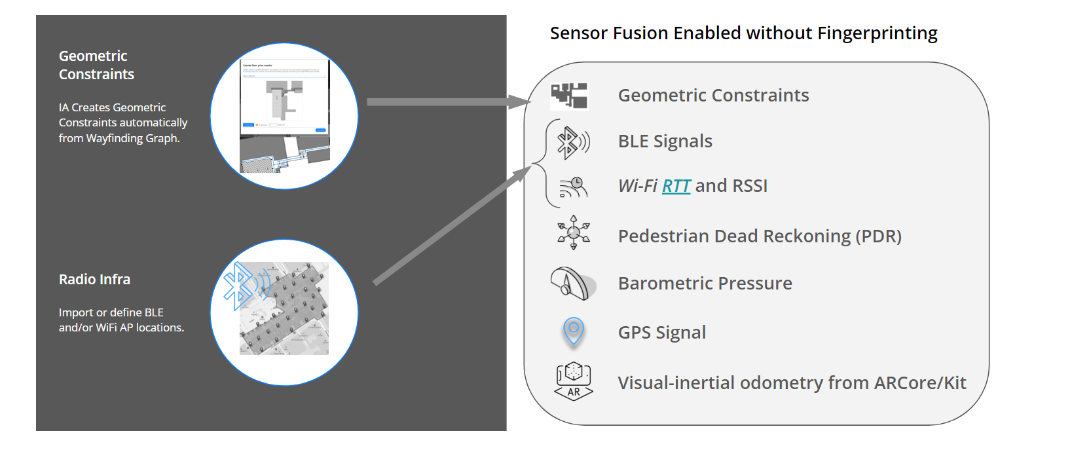 Geometric
Constraints
IA Creates Geometric
Constraints automatically
from Wayfinding Graph.
Radio Infra
Import or define BLE
and/or WiFi AP locations.
Sensor Fusion Enabled without Fingerprinting
Geometric Constraints
BLE Signals
Wi-Fi RTT and RSSI
Pedestrian Dead Reckoning (PDR)
Barometric Pressure
GPS Signal
AR
Visual-inertial odometry from ARCore/Kit